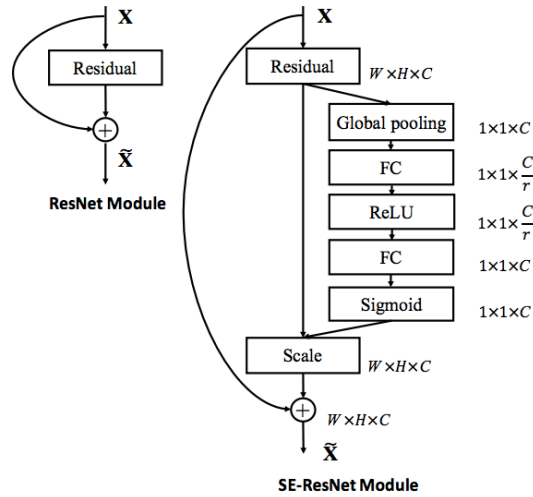 X
Residual
+
X̃
ResNet Module
X
Residual
W×H×C
Global pooling
1×1×C
FC
1×1×C/r
ReLU
1×1×C/r
FC
1×1×C
Sigmoid
1×1×C
Scale
W×H×C
+
W×H×C
X̃
SE-ResNet Module